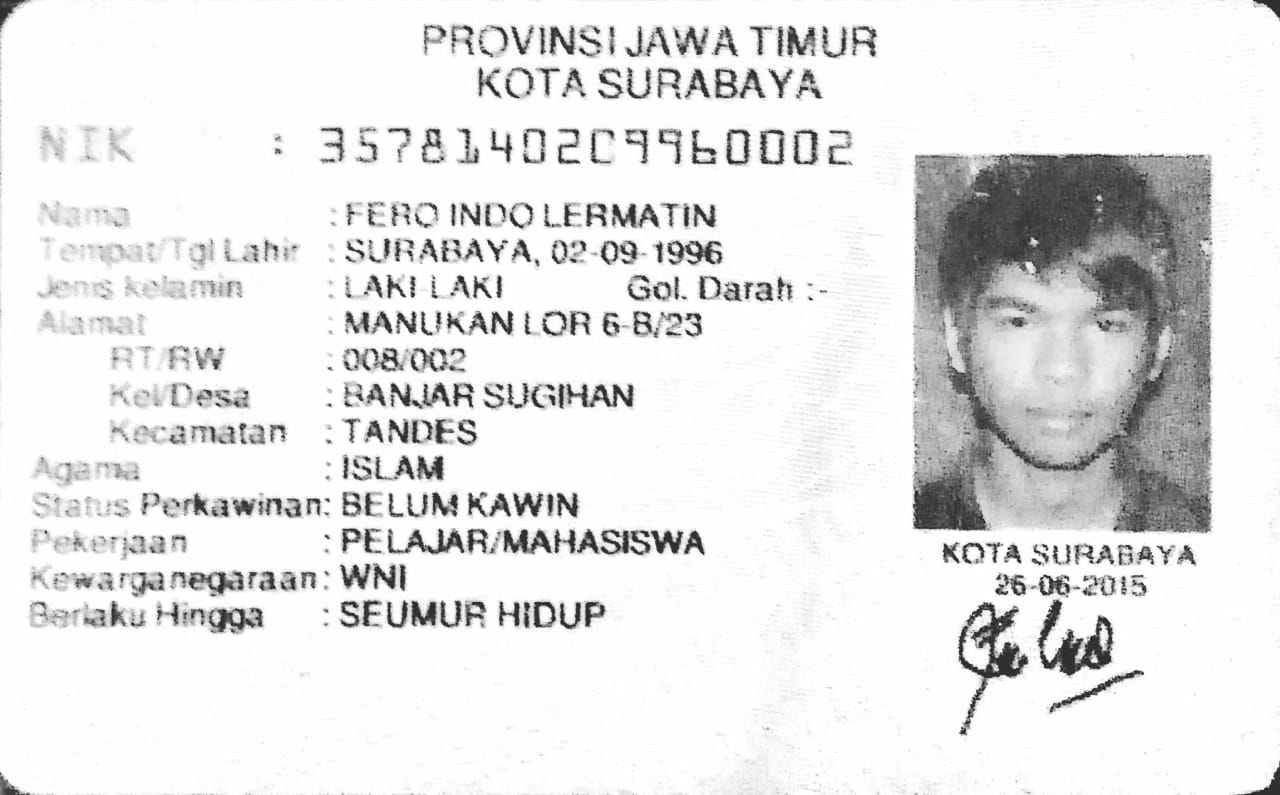 PROVINSI JAWA TIMUR
KOTA SURABAYA
NIK : 3578140209960002
Nama : FERO INDO LERMATIN
Tempat/Tgl Lahir : SURABAYA, 02-09-1996
Jenis kelamin : LAKI-LAKI Gol. Darah :-
Alamat : MANUKAN LOR 6-B/23
RT/RW : 008/002
Kel/Desa : BANJAR SUGIHAN
Kecamatan : TANDES
Agama : ISLAM
Status Perkawinan: BELUM KAWIN
Pekerjaan : PELAJAR/MAHASISWA
Kewarganegaraan: WNI
Berlaku Hingga : SEUMUR HIDUP
KOTA SURABAYA
26-06-2015